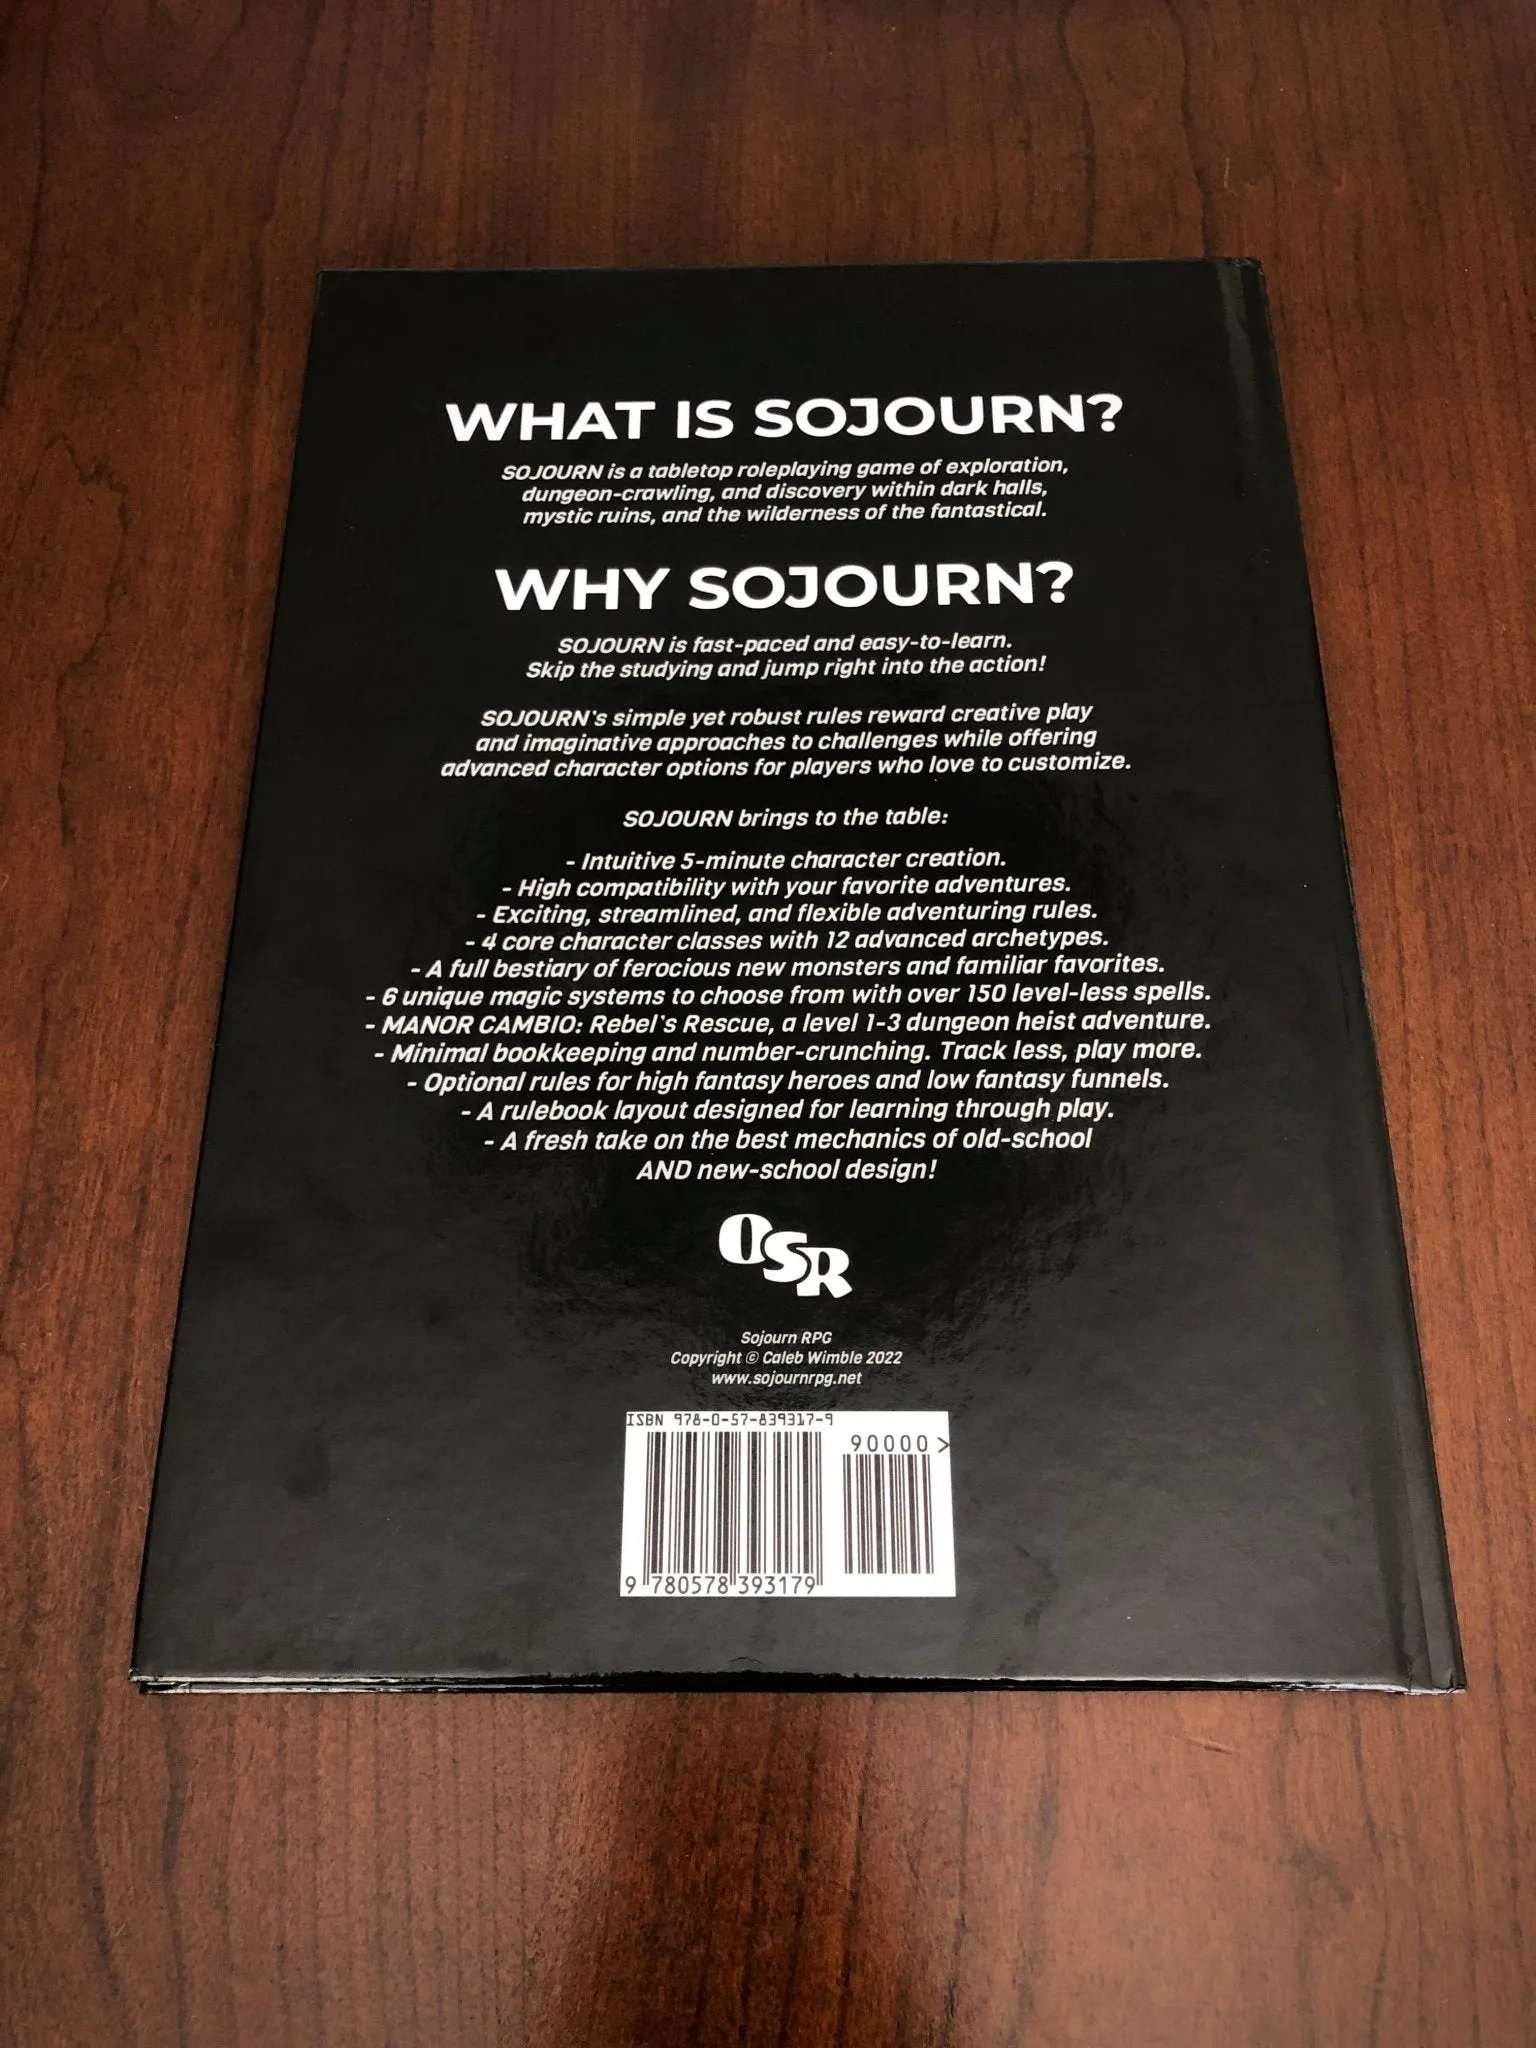 WHAT IS SOJOURN?
SOJOURN is a tabletop roleplaying game of exploration,
dungeon-crawling, and discovery within dark halls,
mystic ruins, and the wilderness of the fantastical.
WHY SOJOURN?
SOJOURN is fast-paced and easy-to-learn.
Skip the studying and jump right into the action!
SOJOURN's simple yet robust rules reward creative play
and imaginative approaches to challenges while offering
advanced character options for players who love to customize.
SOJOURN brings to the table:
- Intuitive 5-minute character creation.
- High compatibility with your favorite adventures.
- Exciting, streamlined, and flexible adventuring rules.
- 4 core character classes with 12 advanced archetypes.
- A full bestiary of ferocious new monsters and familiar favorites.
- 6 unique magic systems to choose from with over 150 level-less spells.
- MANOR CAMBIO: Rebel's Rescue, a level 1-3 dungeon heist adventure.
- Minimal bookkeeping and number-crunching. Track less, play more.
- Optional rules for high fantasy heroes and low fantasy funnels.
- A rulebook layout designed for learning through play.
- A fresh take on the best mechanics of old-school
AND new-school design!
OSR
Sojourn RPG
Copyright © Caleb Wimble 2022
www.sojournrpg.net
ISBN 978-0-57-839317-9
90000>
9 780578 393179